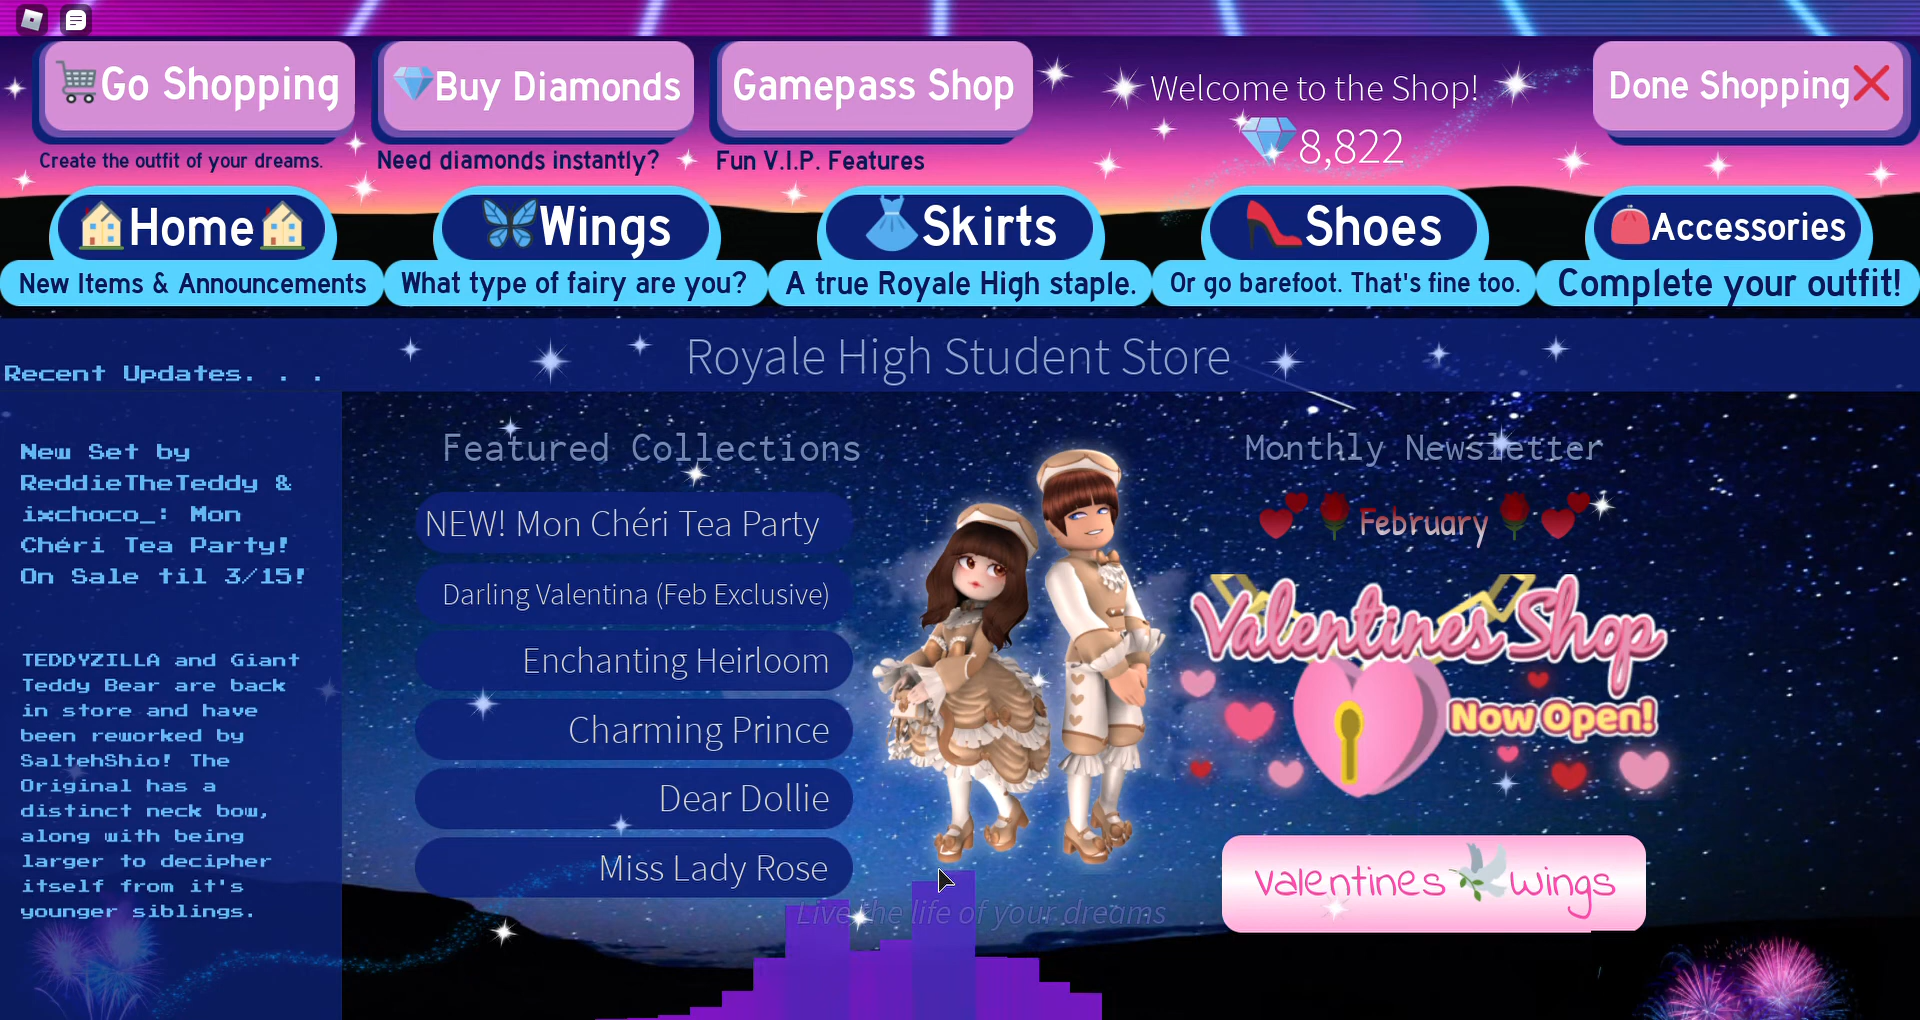 Go Shopping
Buy Diamonds
Gamepass Shop
Welcome to the Shop!
Done Shopping
8,822
Create the outfit of your dreams.
Need diamonds instantly?
Fun V.I.P. Features
Home
Wings
Skirts
Shoes
Accessories
New Items & Announcements
What type of fairy are you?
A true Royale High staple.
Or go barefoot. That's fine too.
Complete your outfit!
Royale High Student Store
Recent Updates. . .
New Set by
ReddieTheTeddy &
ixchoco_: Mon
Chéri Tea Party!
On Sale til 3/15!
TEDDYZILLA and Giant
Teddy Bear are back
in store and have
been reworked by
SaltehShio! The
Original has a
distinct neck bow,
along with being
larger to decipher
itself from it's
younger siblings.
Featured Collections
NEW! Mon Chéri Tea Party
Darling Valentina (Feb Exclusive)
Enchanting Heirloom
Charming Prince
Dear Dollie
Miss Lady Rose
Live the life of your dreams
Monthly Newsletter
February
Valentines Shop
Now Open!
Valentines Wings